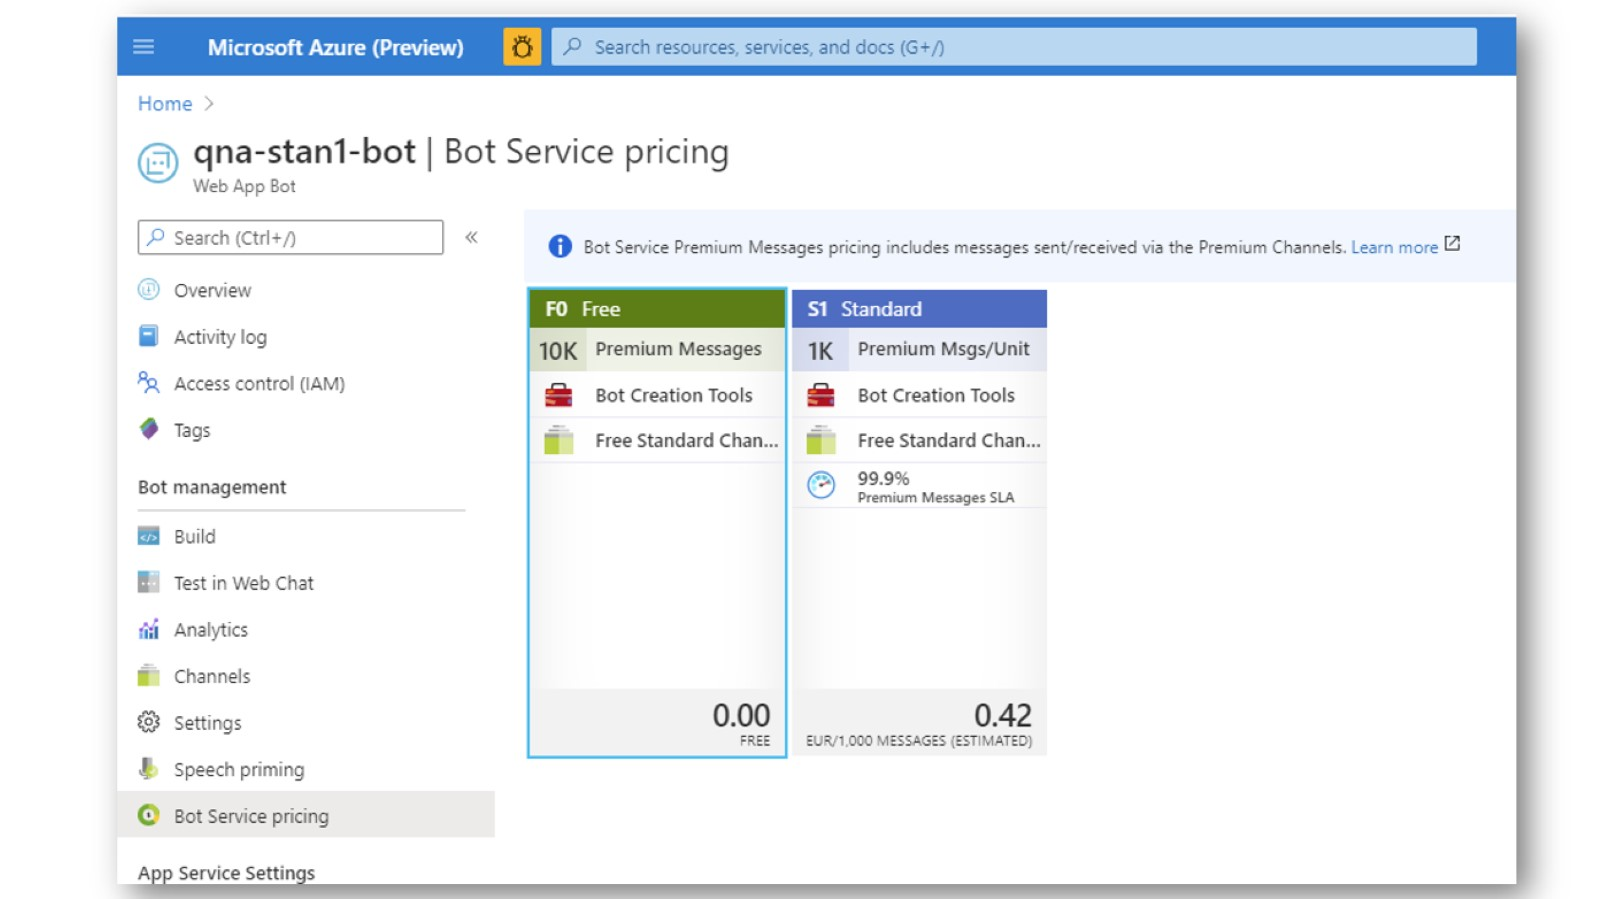 Microsoft Azure (Preview)
Search resources, services, and docs (G+/)
Home
qna-stan1-bot | Bot Service pricing
Web App Bot
Search (Ctrl+/)
Overview
Activity log
Access control (IAM)
Tags
Bot management
Build
Test in Web Chat
Analytics
Channels
Settings
Speech priming
Bot Service pricing
App Service Settings
Bot Service Premium Messages pricing includes messages sent/received via the Premium Channels. Learn more
F0 Free
10K Premium Messages
Bot Creation Tools
Free Standard Chan...
0.00
FREE
S1 Standard
1K Premium Msgs/Unit
Bot Creation Tools
Free Standard Chan...
99.9%
Premium Messages SLA
0.42
EUR/1,000 MESSAGES (ESTIMATED)